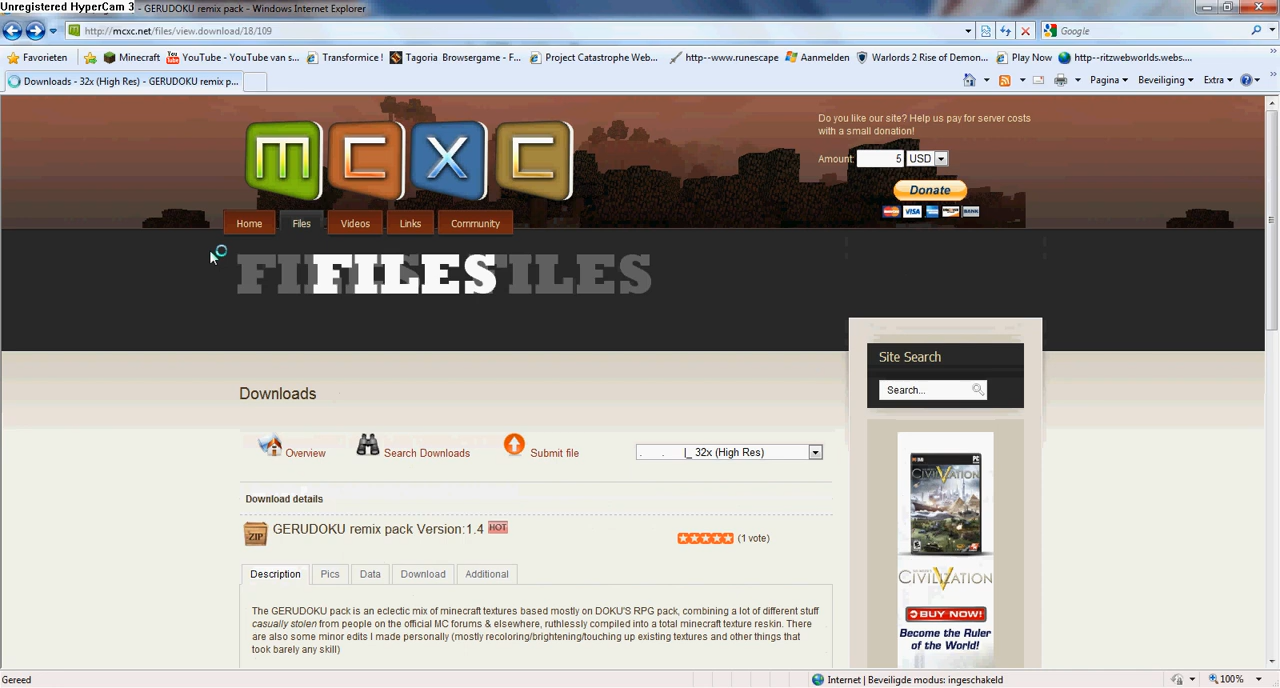 Unregistered HyperCam 3 - GERUDOKU remix pack - Windows Internet Explorer
http://mcxc.net/files/view.download/18/109
Google
Favorieten
Minecraft
YouTube - YouTube van s...
Transformice !
Tagoria Browsergame - F...
Project Catastrophe Web...
http--www.runescape
Aanmelden
Warlords 2 Rise of Demon...
Play Now
http--ritzwebworlds.webs....
Downloads - 32x (High Res) - GERUDOKU remix p...
Pagina
Beveiliging
Extra
MCXC
Do you like our site? Help us pay for server costs
with a small donation!
Amount: 5 USD
Donate
VISA
BANK
Home
Files
Videos
Links
Community
FILES
Site Search
Search...
Downloads
Overview
Search Downloads
Submit file
. . |_ 32x (High Res)
Download details
ZIP
GERUDOKU remix pack Version:1.4 HOT
(1 vote)
Description
Pics
Data
Download
Additional
The GERUDOKU pack is an eclectic mix of minecraft textures based mostly on DOKU'S RPG pack, combining a lot of different stuff
casually stolen from people on the official MC forums & elsewhere, ruthlessly compiled into a total minecraft texture reskin. There
are also some minor edits I made personally (mostly recoloring/brightening/touching up existing textures and other things that
took barely any skill)
PC
CIVILIZATION V
CIVILIZATION V
BUY NOW!
Become the Ruler
of the World!
Gereed
Internet | Beveiligde modus: ingeschakeld
100%